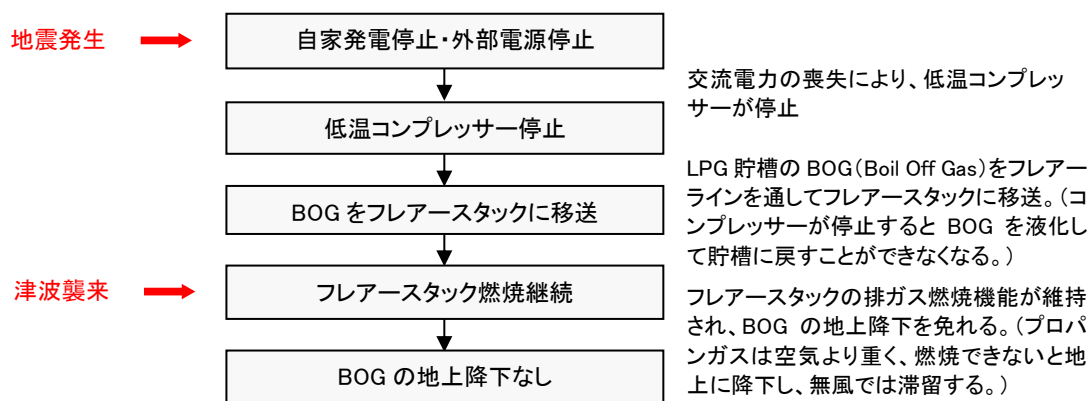 地震発生
自家発電停止・外部電源停止
交流電力の喪失により、低温コンプレッ
サーが停止
低温コンプレッサー停止
LPG 貯槽の BOG(Boil Off Gas)をフレアー
ラインを通してフレアースタックに移送。(コ
ンプレッサーが停止すると BOG を液化し
て貯槽に戻すことができなくなる。)
BOG をフレアースタックに移送
津波襲来
フレアースタック燃焼継続
フレアースタックの排ガス燃焼機能が維持
され、BOG の地上降下を免れる。(プロパ
ンガスは空気より重く、燃焼できないと地
上に降下し、無風では滞留する。)
BOG の地上降下なし